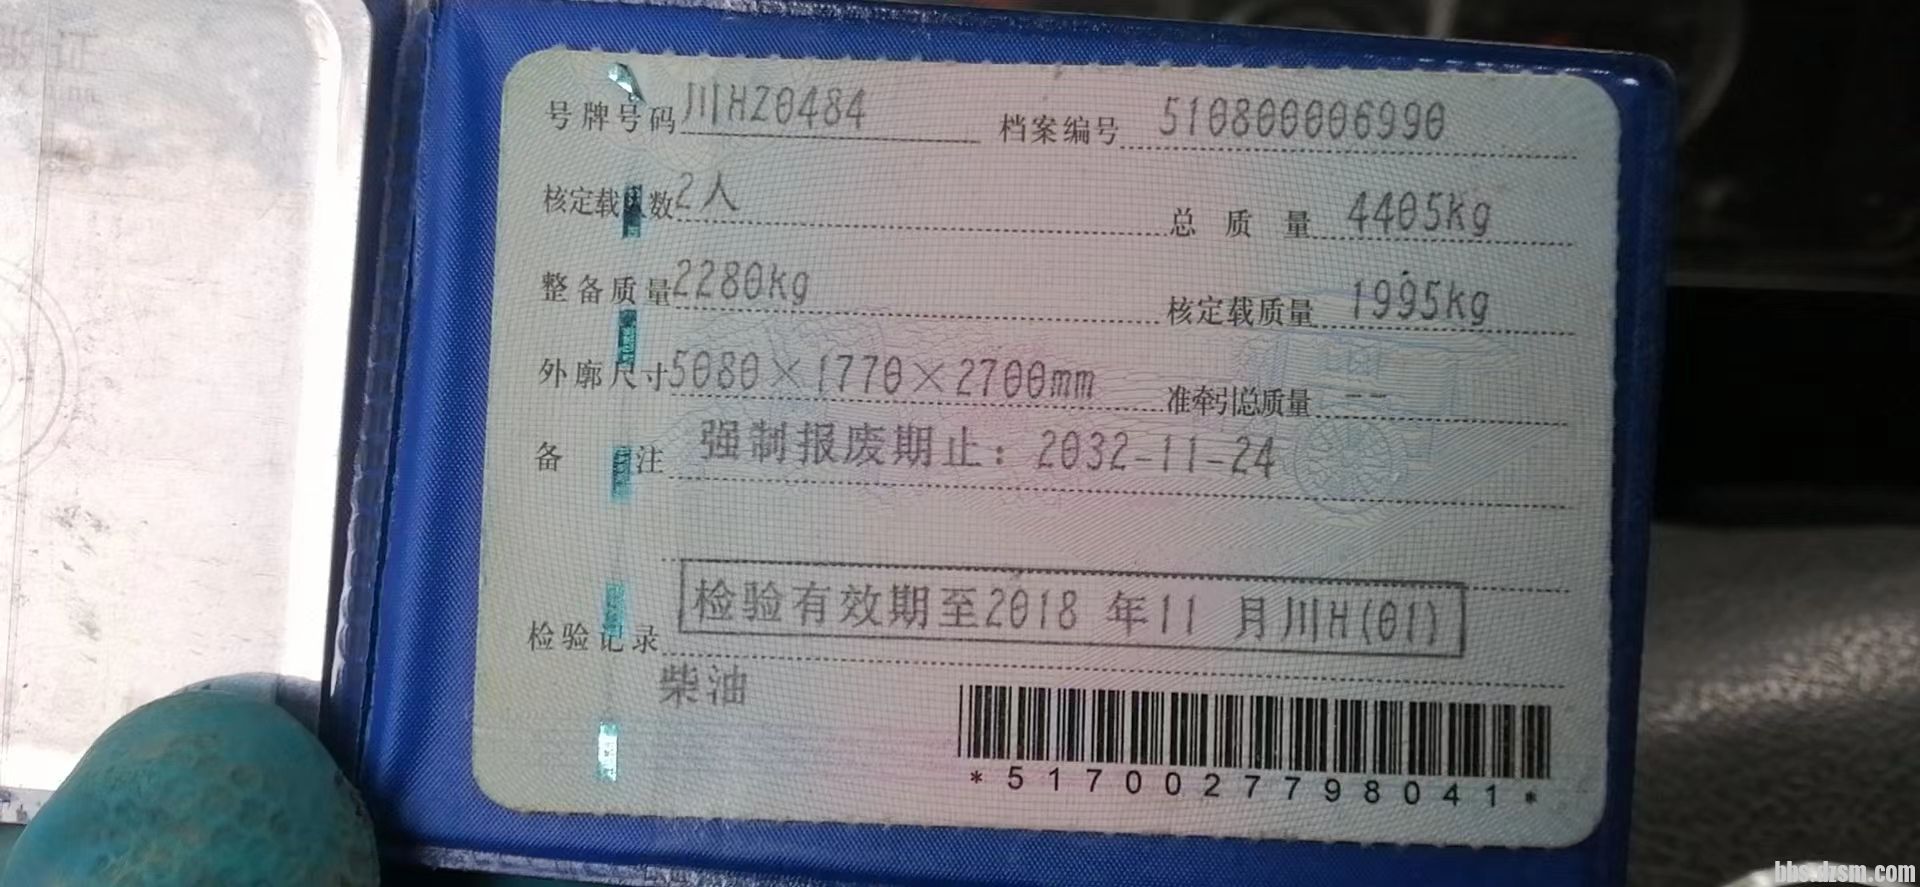 验证
号牌号码 川HZ0484 档案编号 510800006990
核定载人数 2人 总质量 4405kg
整备质量 2280kg 核定载质量 1995kg
外廓尺寸 5080×1770×2700mm 准牵引总质量 --
备注 强制报废期止：2032-11-24
检验记录 检验有效期至2018 年11 月川H(01)
柴油
*5170027798041*
bbs.dzsm.com